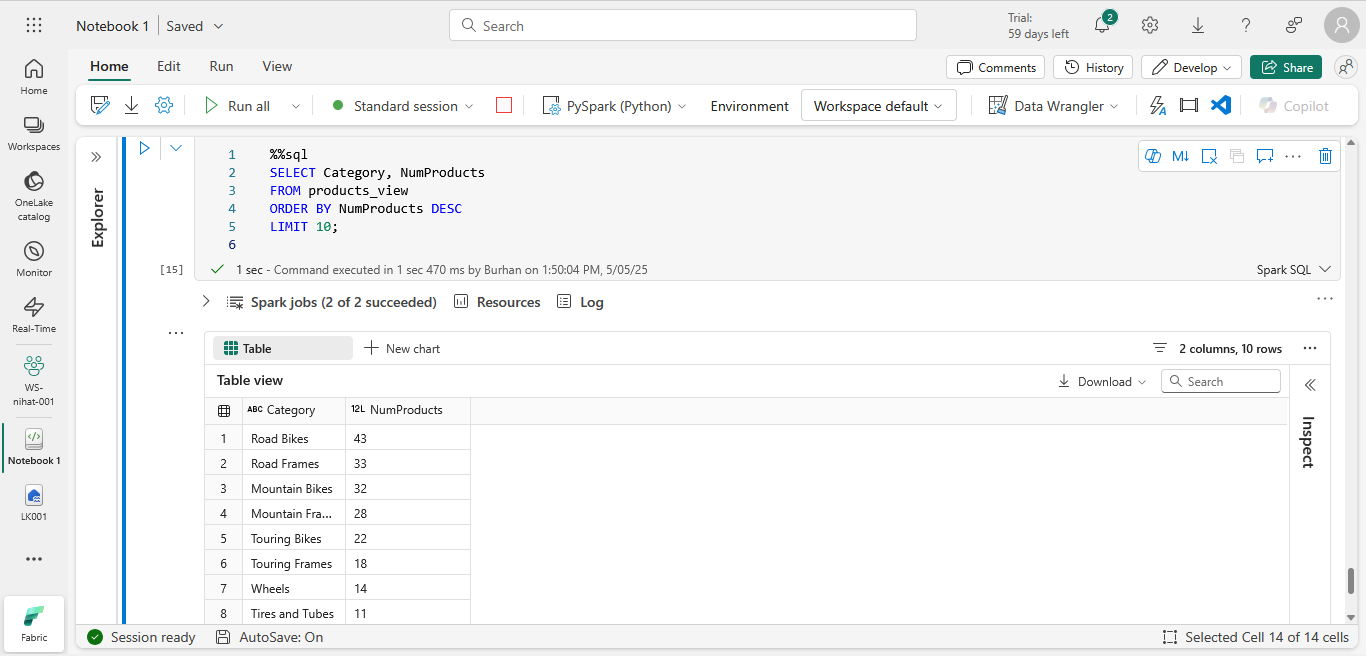 Notebook 1 Saved
Search
Trial:
59 days left
2
Home Edit Run View
Comments History Develop Share
Run all Standard session PySpark (Python) Environment Workspace default Data Wrangler Copilot
Home
Workspaces
OneLake
catalog
Monitor
Real-Time
WS-
nihat-001
Notebook 1
LK001
Fabric
Explorer
1 %%sql
2 SELECT Category, NumProducts
3 FROM products_view
4 ORDER BY NumProducts DESC
5 LIMIT 10;
6
M↓
[15] 1 sec - Command executed in 1 sec 470 ms by Burhan on 1:50:04 PM, 5/05/25 Spark SQL
Spark jobs (2 of 2 succeeded) Resources Log
Table New chart 2 columns, 10 rows
Table view Download Search
ABC Category 12L NumProducts
1 Road Bikes 43
2 Road Frames 33
3 Mountain Bikes 32
4 Mountain Fra... 28
5 Touring Bikes 22
6 Touring Frames 18
7 Wheels 14
8 Tires and Tubes 11
Inspect
Session ready AutoSave: On Selected Cell 14 of 14 cells